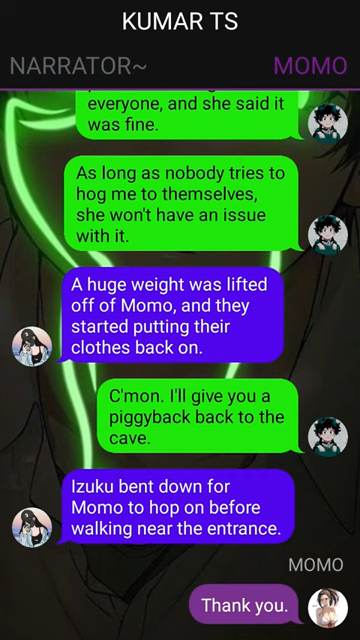 KUMAR TS
NARRATOR~
MOMO
everyone, and she said it
was fine.
As long as nobody tries to
hog me to themselves,
she won't have an issue
with it.
A huge weight was lifted
off of Momo, and they
started putting their
clothes back on.
C'mon. I'll give you a
piggyback back to the
cave.
Izuku bent down for
Momo to hop on before
walking near the entrance.
MOMO
Thank you.